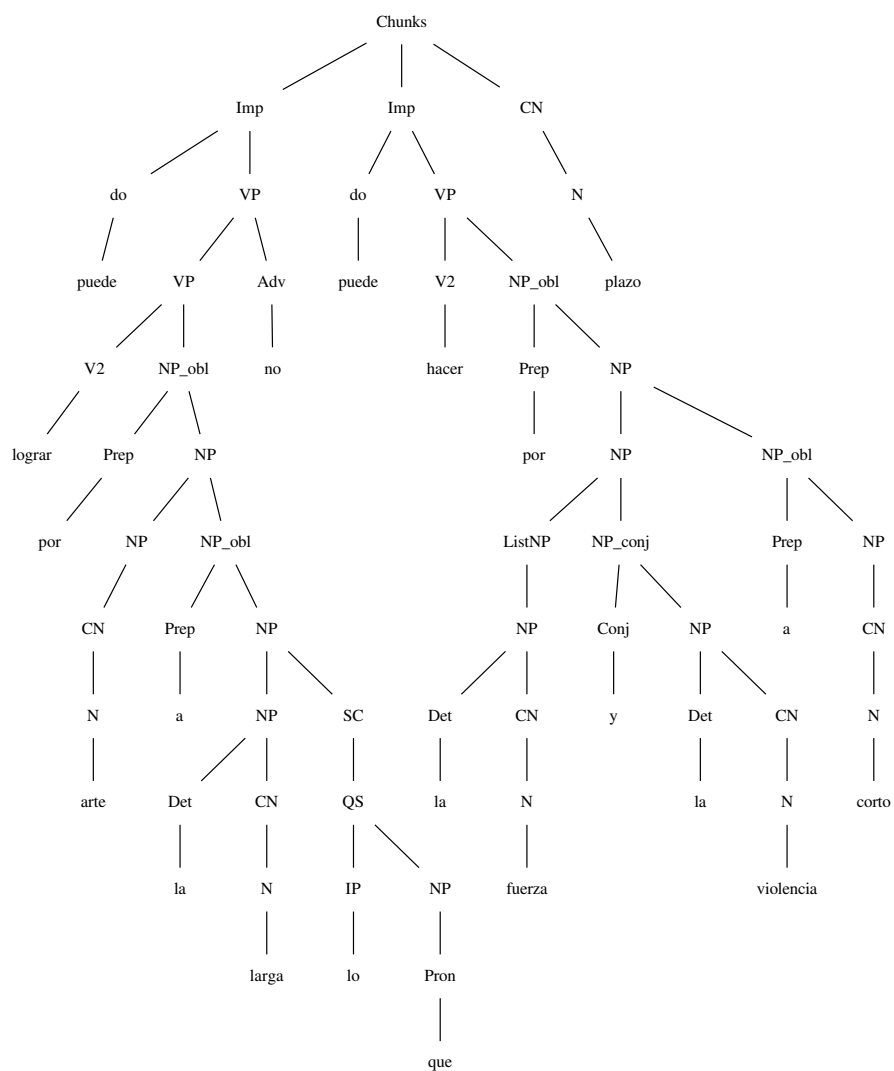 Chunks
Imp Imp CN
do VP do VP N
puede VP Adv puede V2 NP_obl plazo
V2 NP_obl no hacer Prep NP
lograr Prep NP por NP NP_obl
por NP NP_obl ListNP NP_conj Prep NP
CN Prep NP NP Conj NP a CN
N a NP SC Det CN y Det CN N
arte Det CN QS la N la N corto
la N IP NP fuerza violencia
larga lo Pron
que